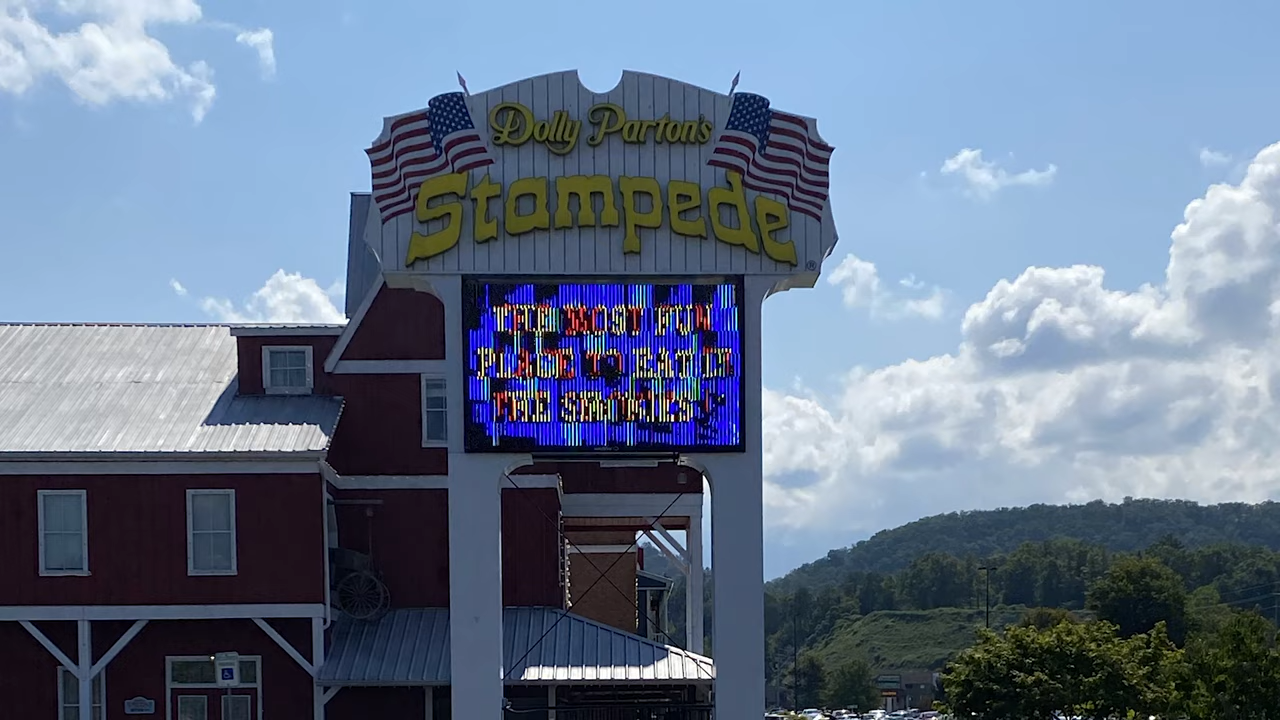 Dolly Parton's
Stampede
®
THE MOST FUN
PLACE TO EAT IN
THE SMOKIES!